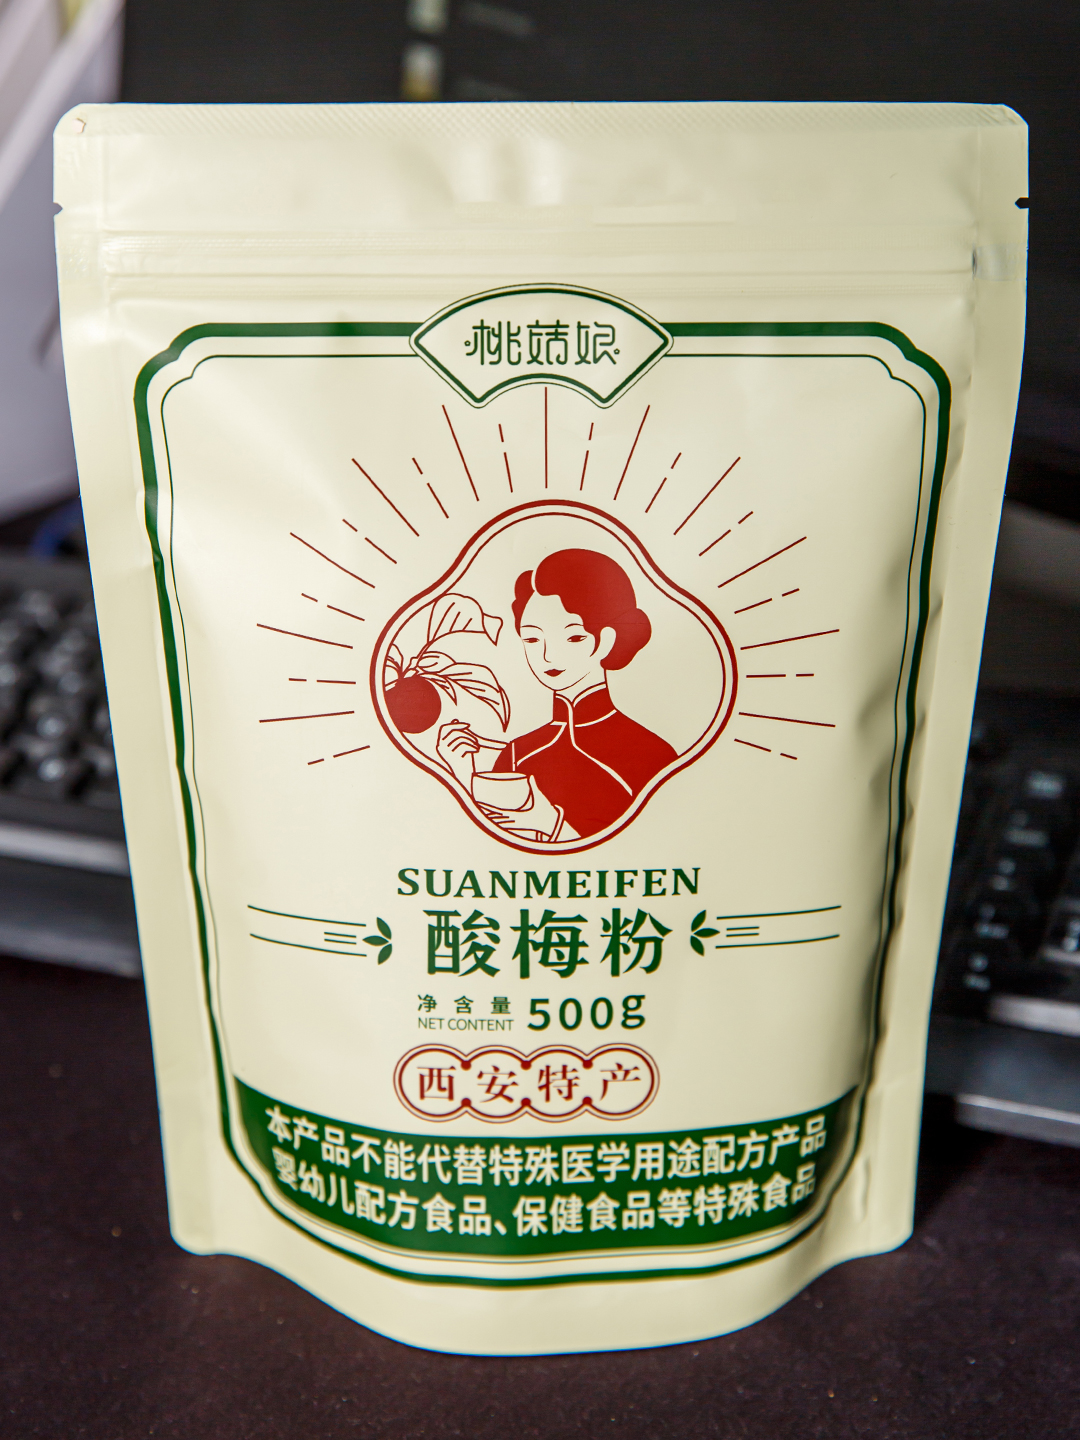 桃姑娘
SUANMEIFEN
酸梅粉
净含量
NET CONTENT
500g
西安特产
本产品不能代替特殊医学用途配方产品
婴幼儿配方食品、保健食品等特殊食品